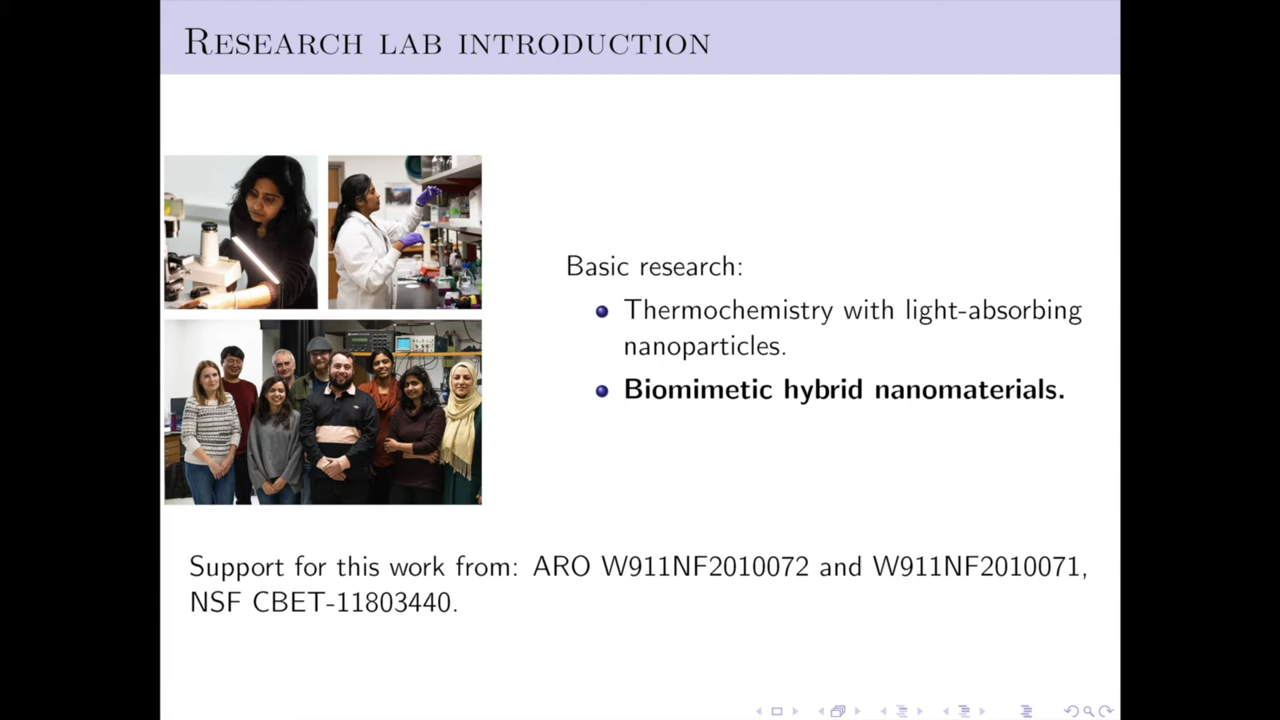 Research lab introduction
Basic research:
Thermochemistry with light-absorbing
nanoparticles.
Biomimetic hybrid nanomaterials.
Support for this work from: ARO W911NF2010072 and W911NF2010071,
NSF CBET-11803440.